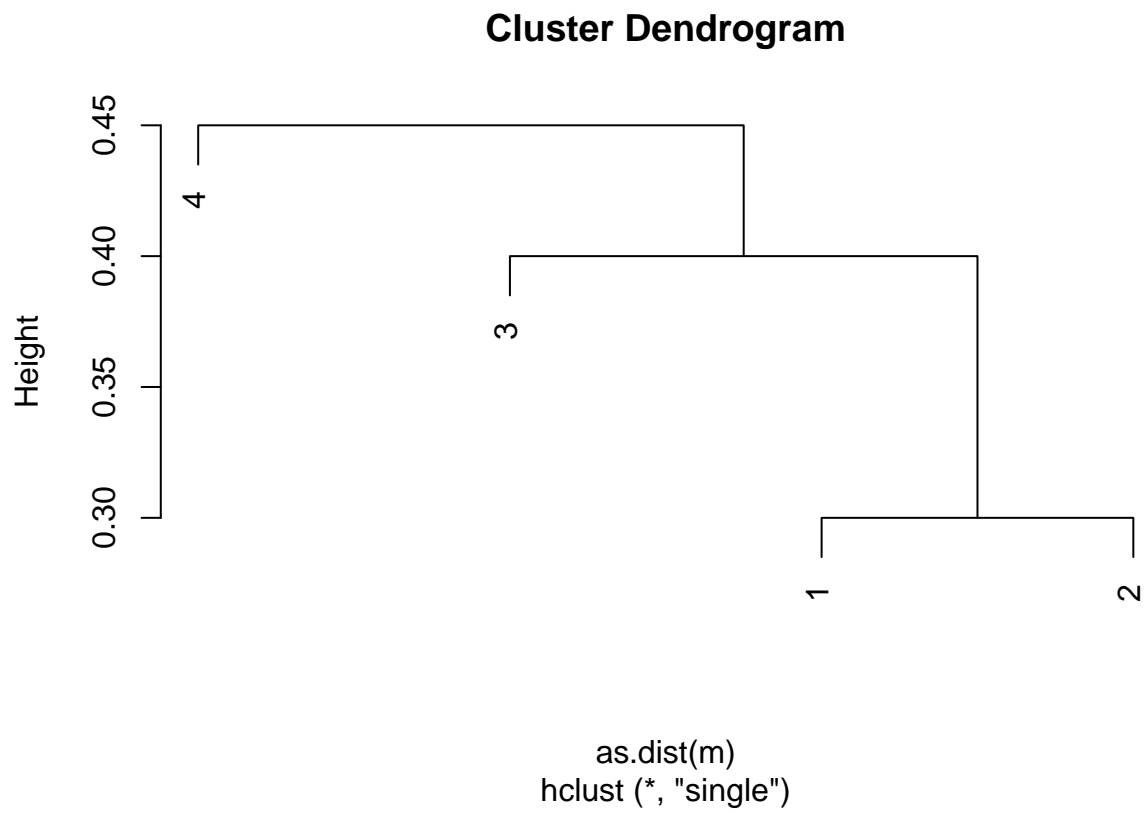 Cluster Dendrogram
Height
0.45
0.40
0.35
0.30
4
3
1
2
as.dist(m)
hclust (*, "single")